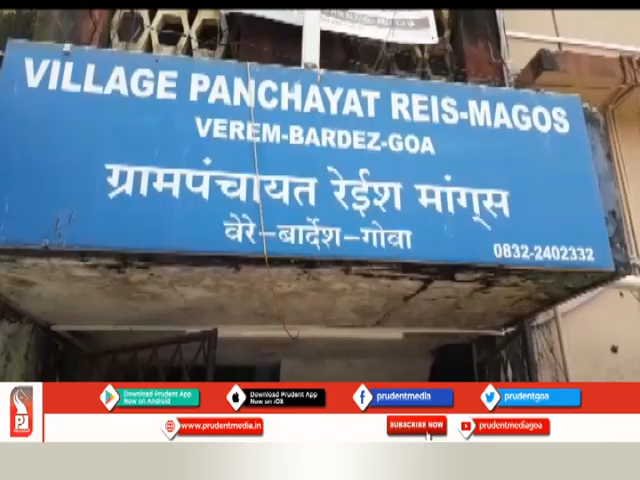 VILLAGE PANCHAYAT REIS-MAGOS
VEREM-BARDEZ-GOA
ग्रामपंचायत रेईश मांग्स
वेरे-बार्देश-गोवा
0832-2402332
Download Prudent App
Now on Android
Download Prudent App
Now on iOS
prudentmedia
prudentgoa
www.prudentmedia.in
SUBSCRIBE NOW
prudentmediagoa